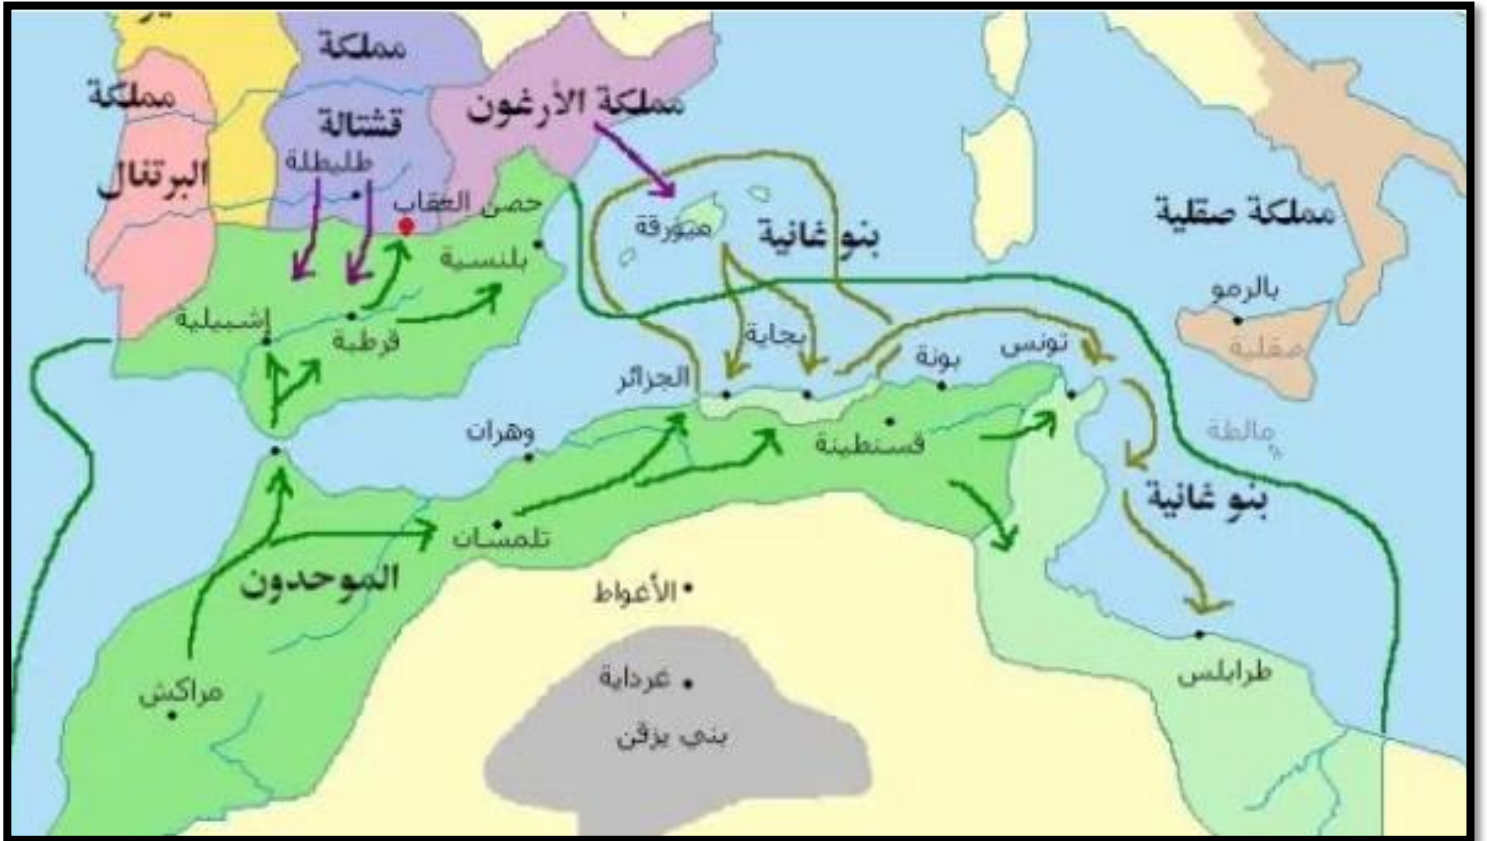 مملكة
قشتالة
مملكة
البرتغال
مملكة الأرغون
طليطلة
حصن العقاب
بلنسية
إشبيلية
قرطبة
ميورقة
بنو غانية
مملكة صقلية
بالرمو
صقلية
مالطة
بجاية
الجزائر
بونة
تونس
وهران
قسنطينة
تلمسان
بنو غانية
الموحدون
الأغواط
غرداية
بني يزقن
مراكش
طرابلس